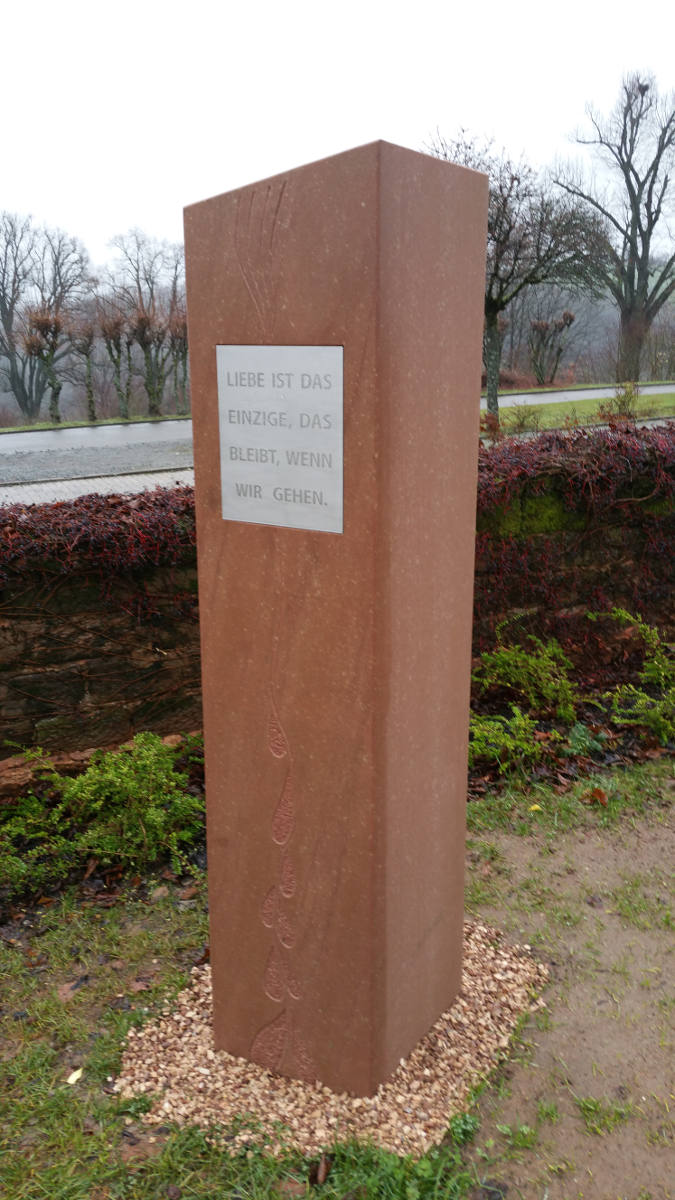 LIEBE IST DAS
EINZIGE, DAS
BLEIBT, WENN
WIR GEHEN.